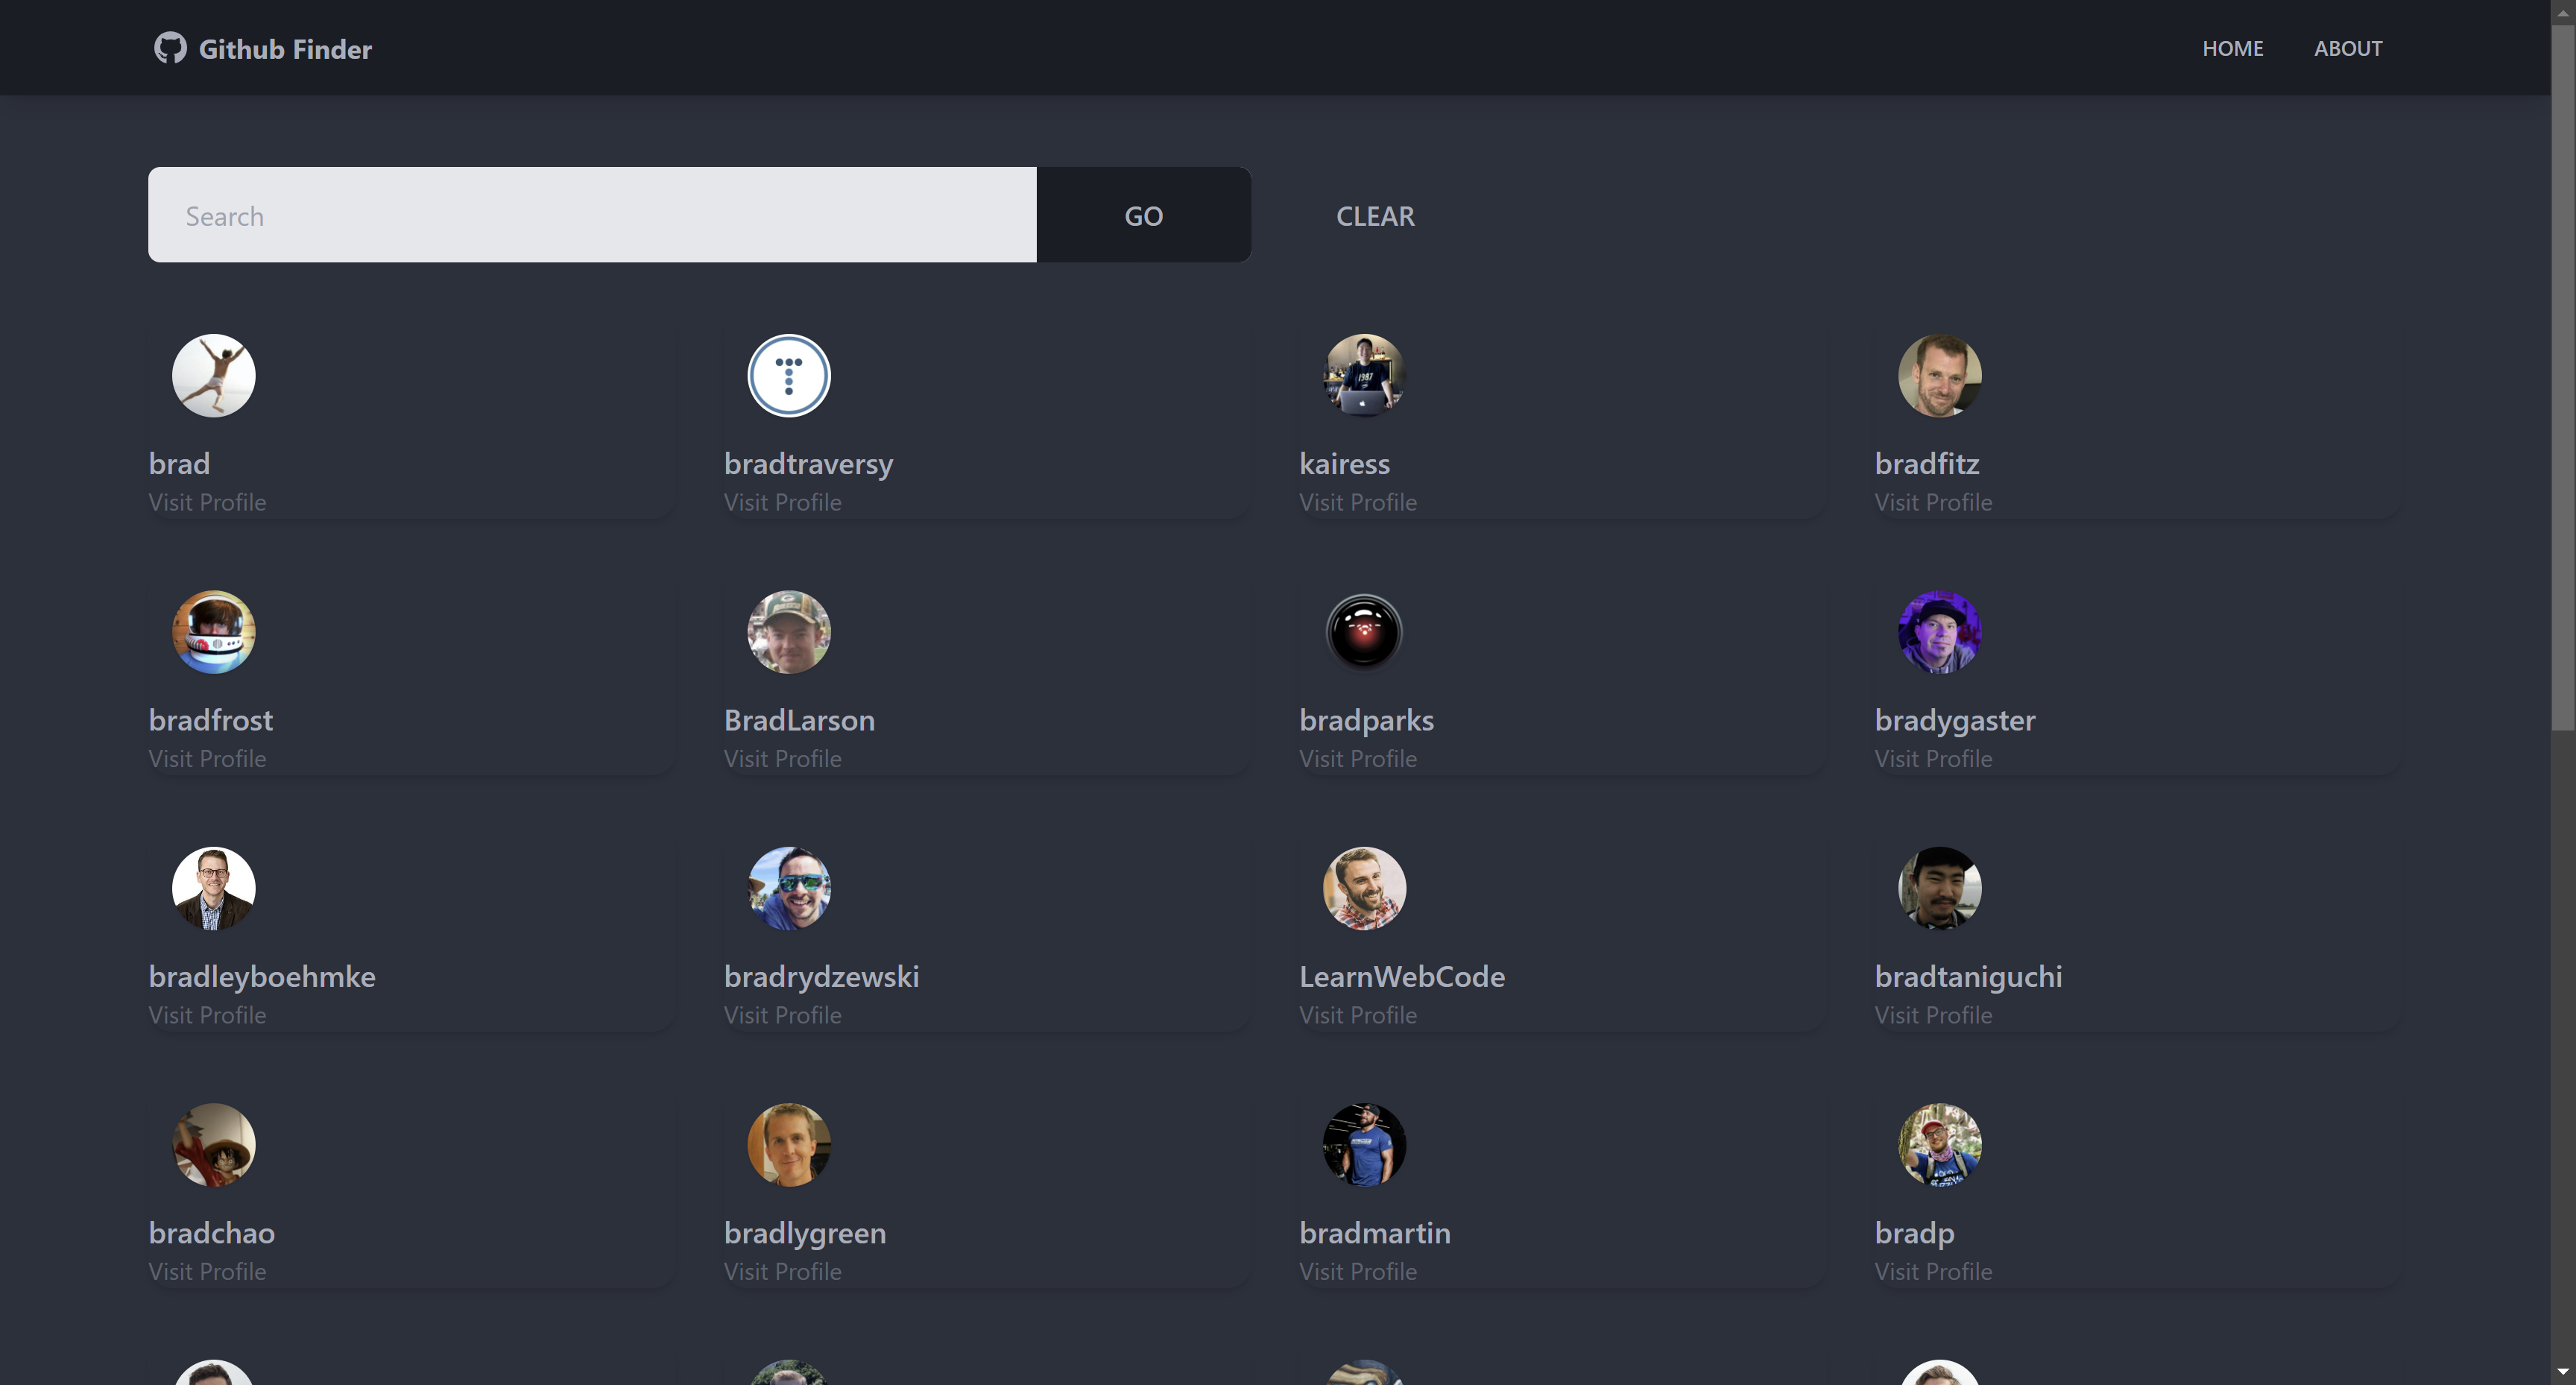 Github Finder
HOME ABOUT
Search GO CLEAR
brad bradtraversy kairess bradfitz
Visit Profile Visit Profile Visit Profile Visit Profile
bradfrost BradLarson bradparks bradygaster
Visit Profile Visit Profile Visit Profile Visit Profile
bradleyboehmke bradrydzewski LearnWebCode bradtaniguchi
Visit Profile Visit Profile Visit Profile Visit Profile
bradchao bradlygreen bradmartin bradp
Visit Profile Visit Profile Visit Profile Visit Profile